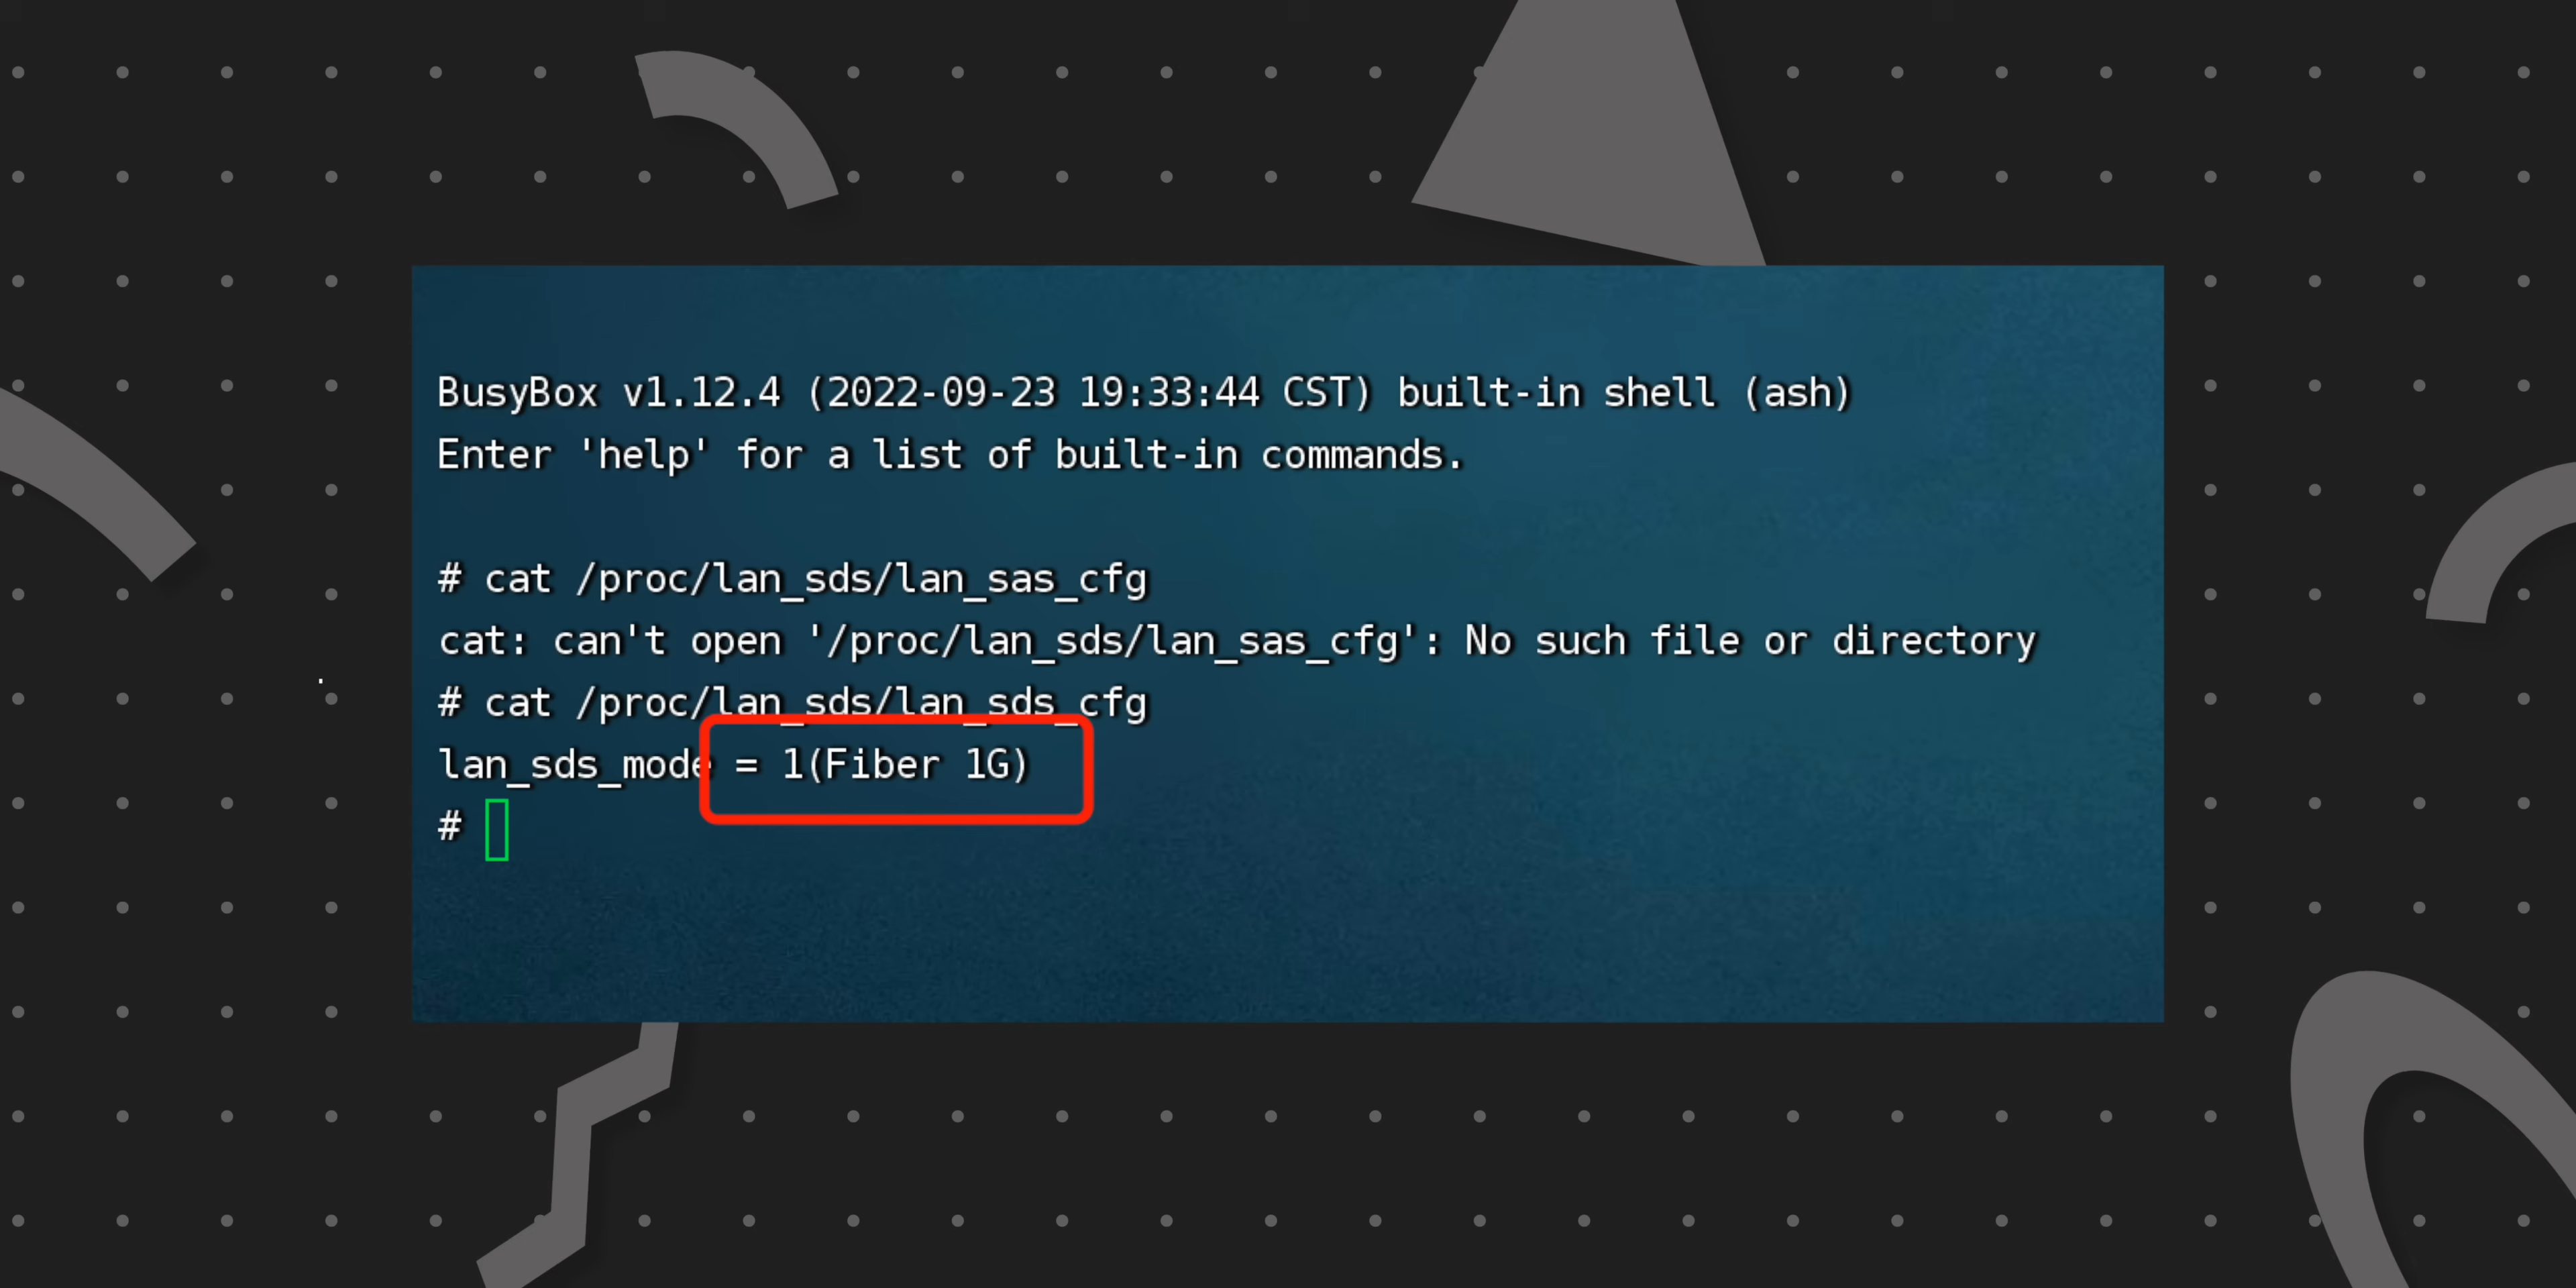 BusyBox v1.12.4 (2022-09-23 19:33:44 CST) built-in shell (ash)
Enter 'help' for a list of built-in commands.
# cat /proc/lan_sds/lan_sas_cfg
cat: can't open '/proc/lan_sds/lan_sas_cfg': No such file or directory
# cat /proc/lan_sds/lan_sds_cfg
lan_sds_mode = 1(Fiber 1G)
#